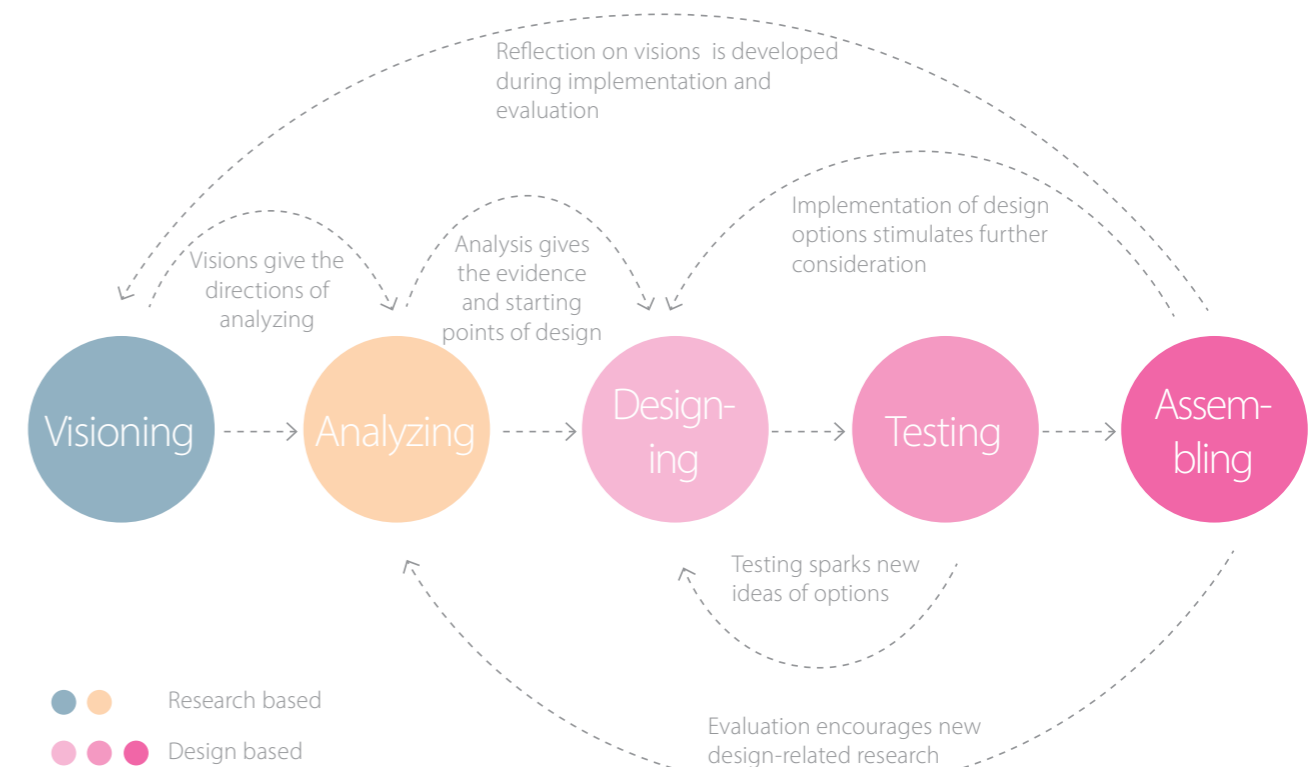 Reflection on visions  is developed
during implementation and
evaluation
Implementation of design
options stimulates further
consideration
Visions give the
directions of
analyzing
Analysis gives
the evidence
and starting
points of design
Visioning
Analyzing
Design-
ing
Testing
Assem-
bling
Testing sparks new
ideas of options
Research based
Design based
Evaluation encourages new
design-related research